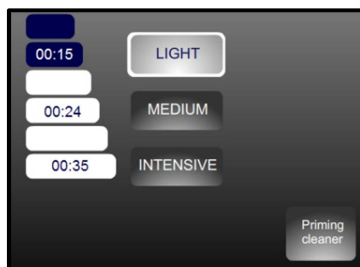 00:15 LIGHT
00:24 MEDIUM
00:35 INTENSIVE
Priming
cleaner